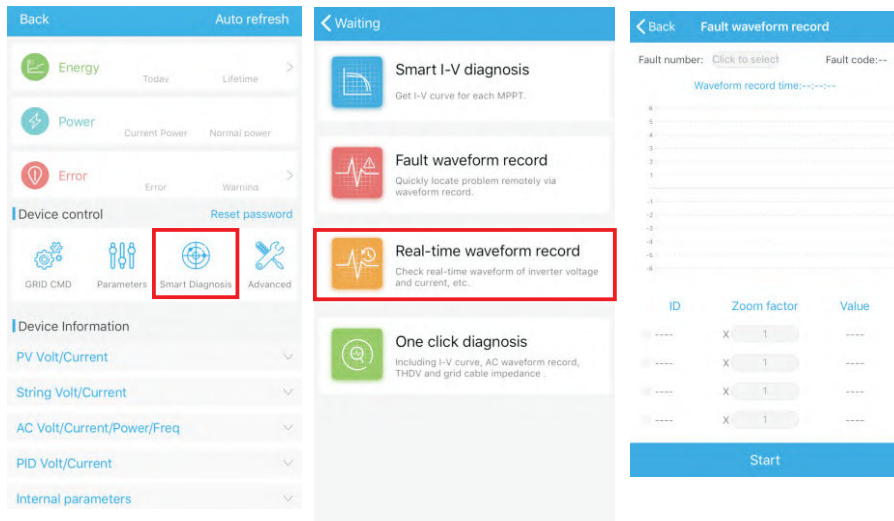 Back Auto refresh
Energy
Today Lifetime
Power
Current Power Normal power
Error
Error Warning
Device control Reset password
GRID CMD Parameters Smart Diagnosis Advanced
Device Information
PV Volt/Current
String Volt/Current
AC Volt/Current/Power/Freq
PID Volt/Current
Internal parameters
Waiting
Smart I-V diagnosis
Get I-V curve for each MPPT.
Fault waveform record
Quickly locate problem remotely via
waveform record.
Real-time waveform record
Check real-time waveform of inverter voltage
and current, etc.
One click diagnosis
Including I-V curve, AC waveform record,
THDV and grid cable impedance .
Back Fault waveform record
Fault number: Click to select Fault code:--
Waveform record time:--:--:--
6
5
4
3
2
1
-1
-2
-3
-4
-5
-6
ID Zoom factor Value
---- X 1 ----
---- X 1 ----
---- X 1 ----
---- X 1 ----
Start